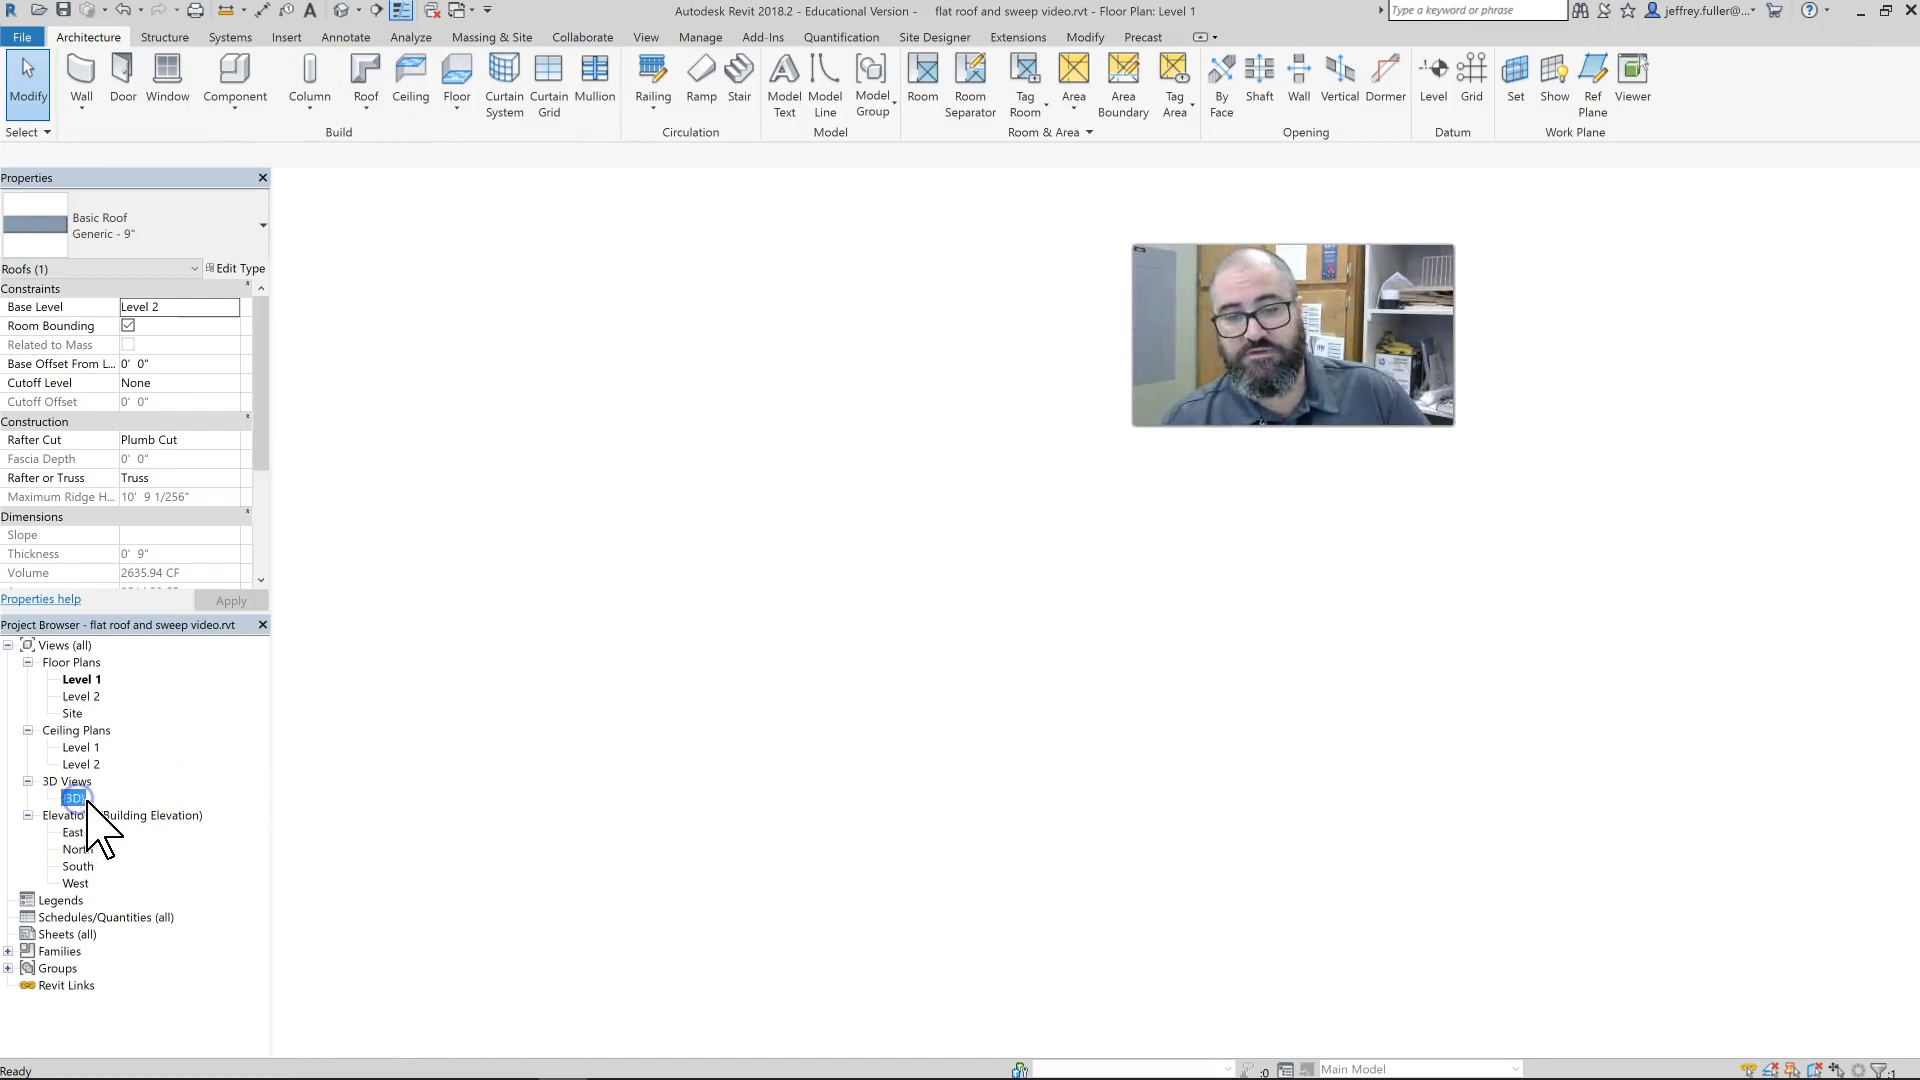 Autodesk Revit 2018.2 - Educational Version - flat roof and sweep video.rvt - Floor Plan: Level 1
Type a keyword or phrase
jeffrey.fuller@...
File Architecture Structure Systems Insert Annotate Analyze Massing & Site Collaborate View Manage Add-Ins Quantification Site Designer Extensions Modify Precast
Modify Wall Door Window Component Column Roof Ceiling Floor Curtain System Curtain Grid Mullion Railing Ramp Stair Model Text Model Line Model Group Room Room Separator Tag Room Area Area Boundary Tag Area By Face Shaft Wall Vertical Dormer Level Grid Set Show Ref Plane Viewer
Select Build Circulation Model Room & Area Opening Datum Work Plane
Properties
Basic Roof
Generic - 9"
Roofs (1) Edit Type
Constraints
Base Level Level 2
Room Bounding
Related to Mass
Base Offset From L... 0' 0"
Cutoff Level None
Cutoff Offset 0' 0"
Construction
Rafter Cut Plumb Cut
Fascia Depth 0' 0"
Rafter or Truss Truss
Maximum Ridge H... 10' 9 1/256"
Dimensions
Slope
Thickness 0' 9"
Volume 2635.94 CF
Properties help Apply
Project Browser - flat roof and sweep video.rvt
Views (all)
Floor Plans
Level 1
Level 2
Site
Ceiling Plans
Level 1
Level 2
3D Views
{3D}
Elevatio Building Elevation)
East
North
South
West
Legends
Schedules/Quantities (all)
Sheets (all)
Families
Groups
Revit Links
Ready :0 Main Model :1